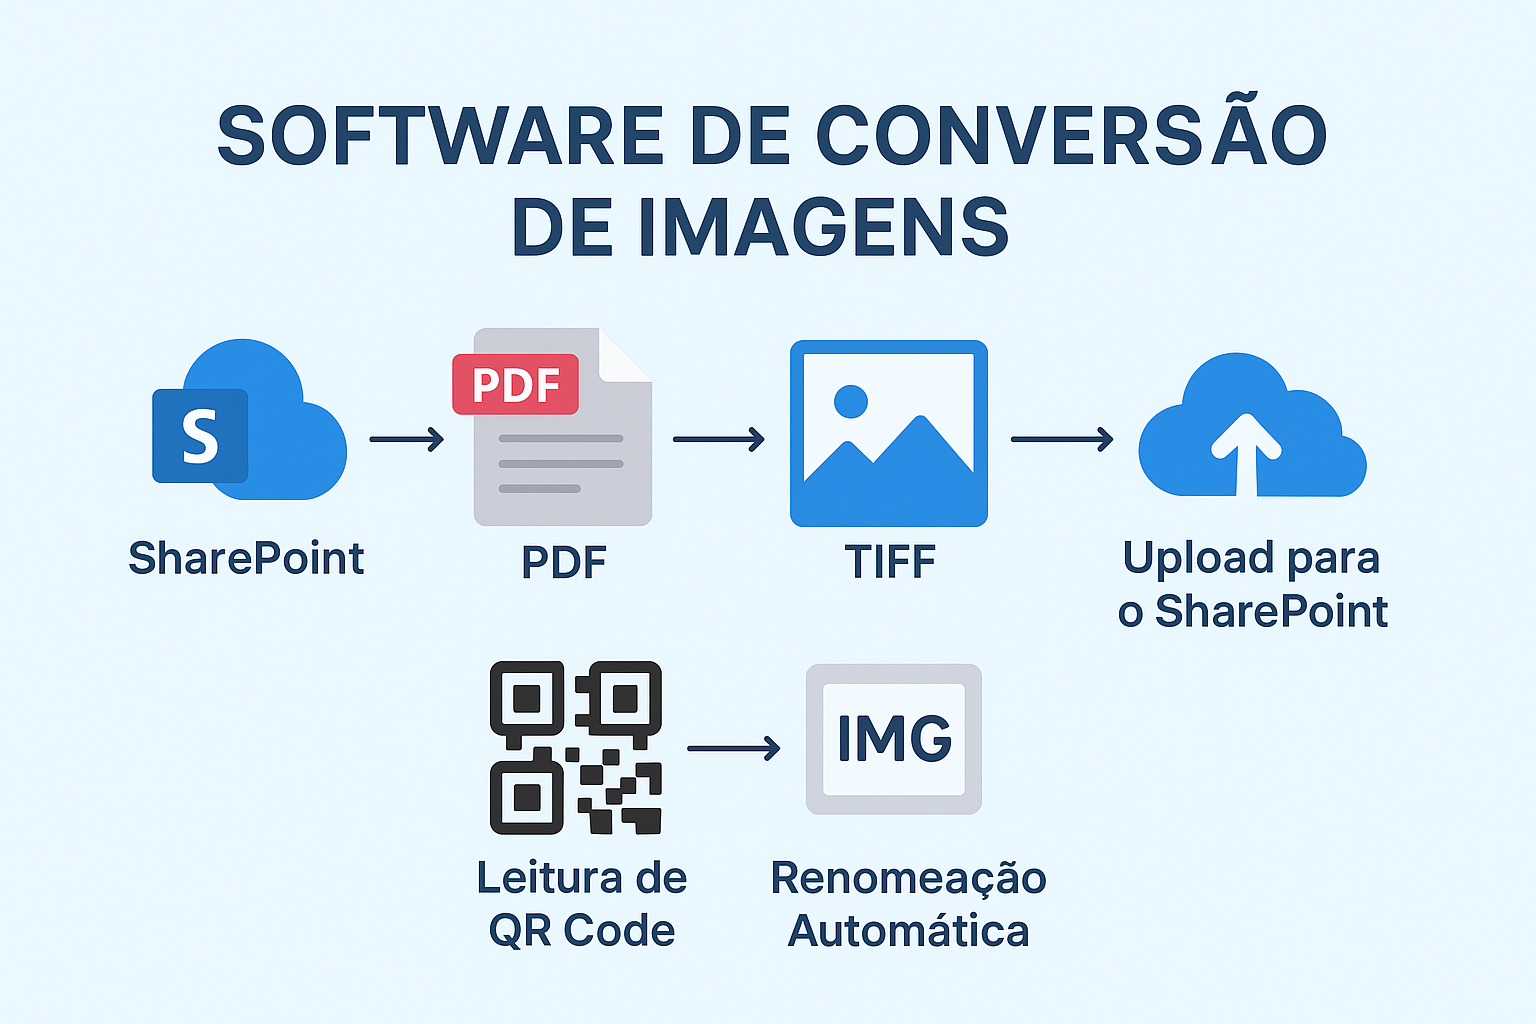 SOFTWARE DE CONVERSÃO
DE IMAGENS
S
PDF
SharePoint
PDF
TIFF
Upload para
o SharePoint
IMG
Leitura de
QR Code
Renomeação
Automática